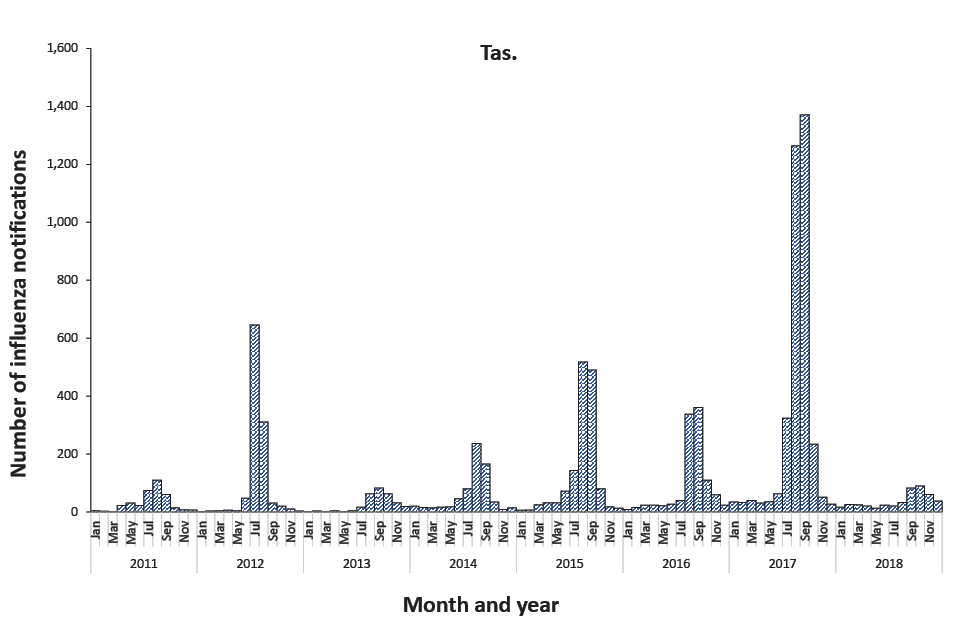 Tas.
Number of influenza notifications
1,600
1,400
1,200
1,000
800
600
400
200
0
Jan Mar May Jul Sep Nov Jan Mar May Jul Sep Nov Jan Mar May Jul Sep Nov Jan Mar May Jul Sep Nov Jan Mar May Jul Sep Nov Jan Mar May Jul Sep Nov Jan Mar May Jul Sep Nov Jan Mar May Jul Sep Nov
2011 2012 2013 2014 2015 2016 2017 2018
Month and year